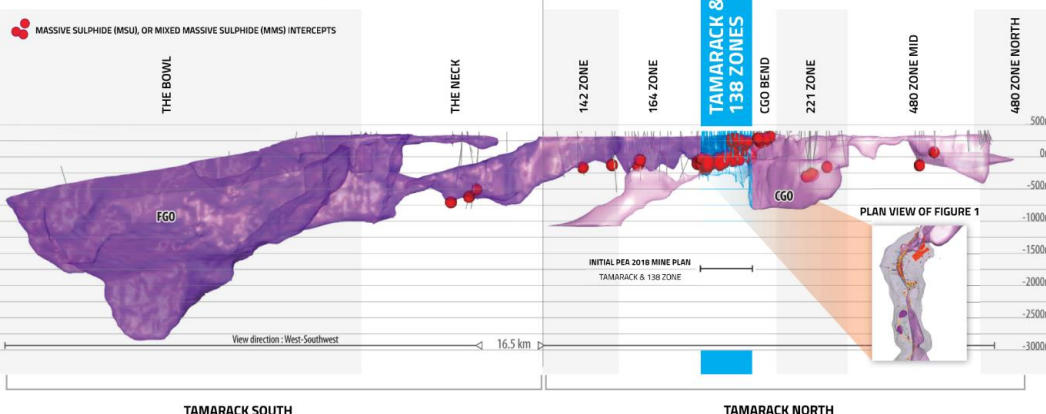 MASSIVE SULPHIDE (MSU), OR MIXED MASSIVE SULPHIDE (MMS) INTERCEPTS
THE BOWL
THE NECK
142 ZONE
164 ZONE
TAMARACK &
138 ZONES
CGO BEND
221 ZONE
480 ZONE MID
480 ZONE NORTH
500m
0m
-500m
-1000m
-1500m
-2000m
-2500m
-3000m
FGO
CGO
PLAN VIEW OF FIGURE 1
INITIAL PEA 2018 MINE PLAN
TAMARACK & 138 ZONE
View direction : West-Southwest
16.5 km
TAMARACK SOUTH
TAMARACK NORTH